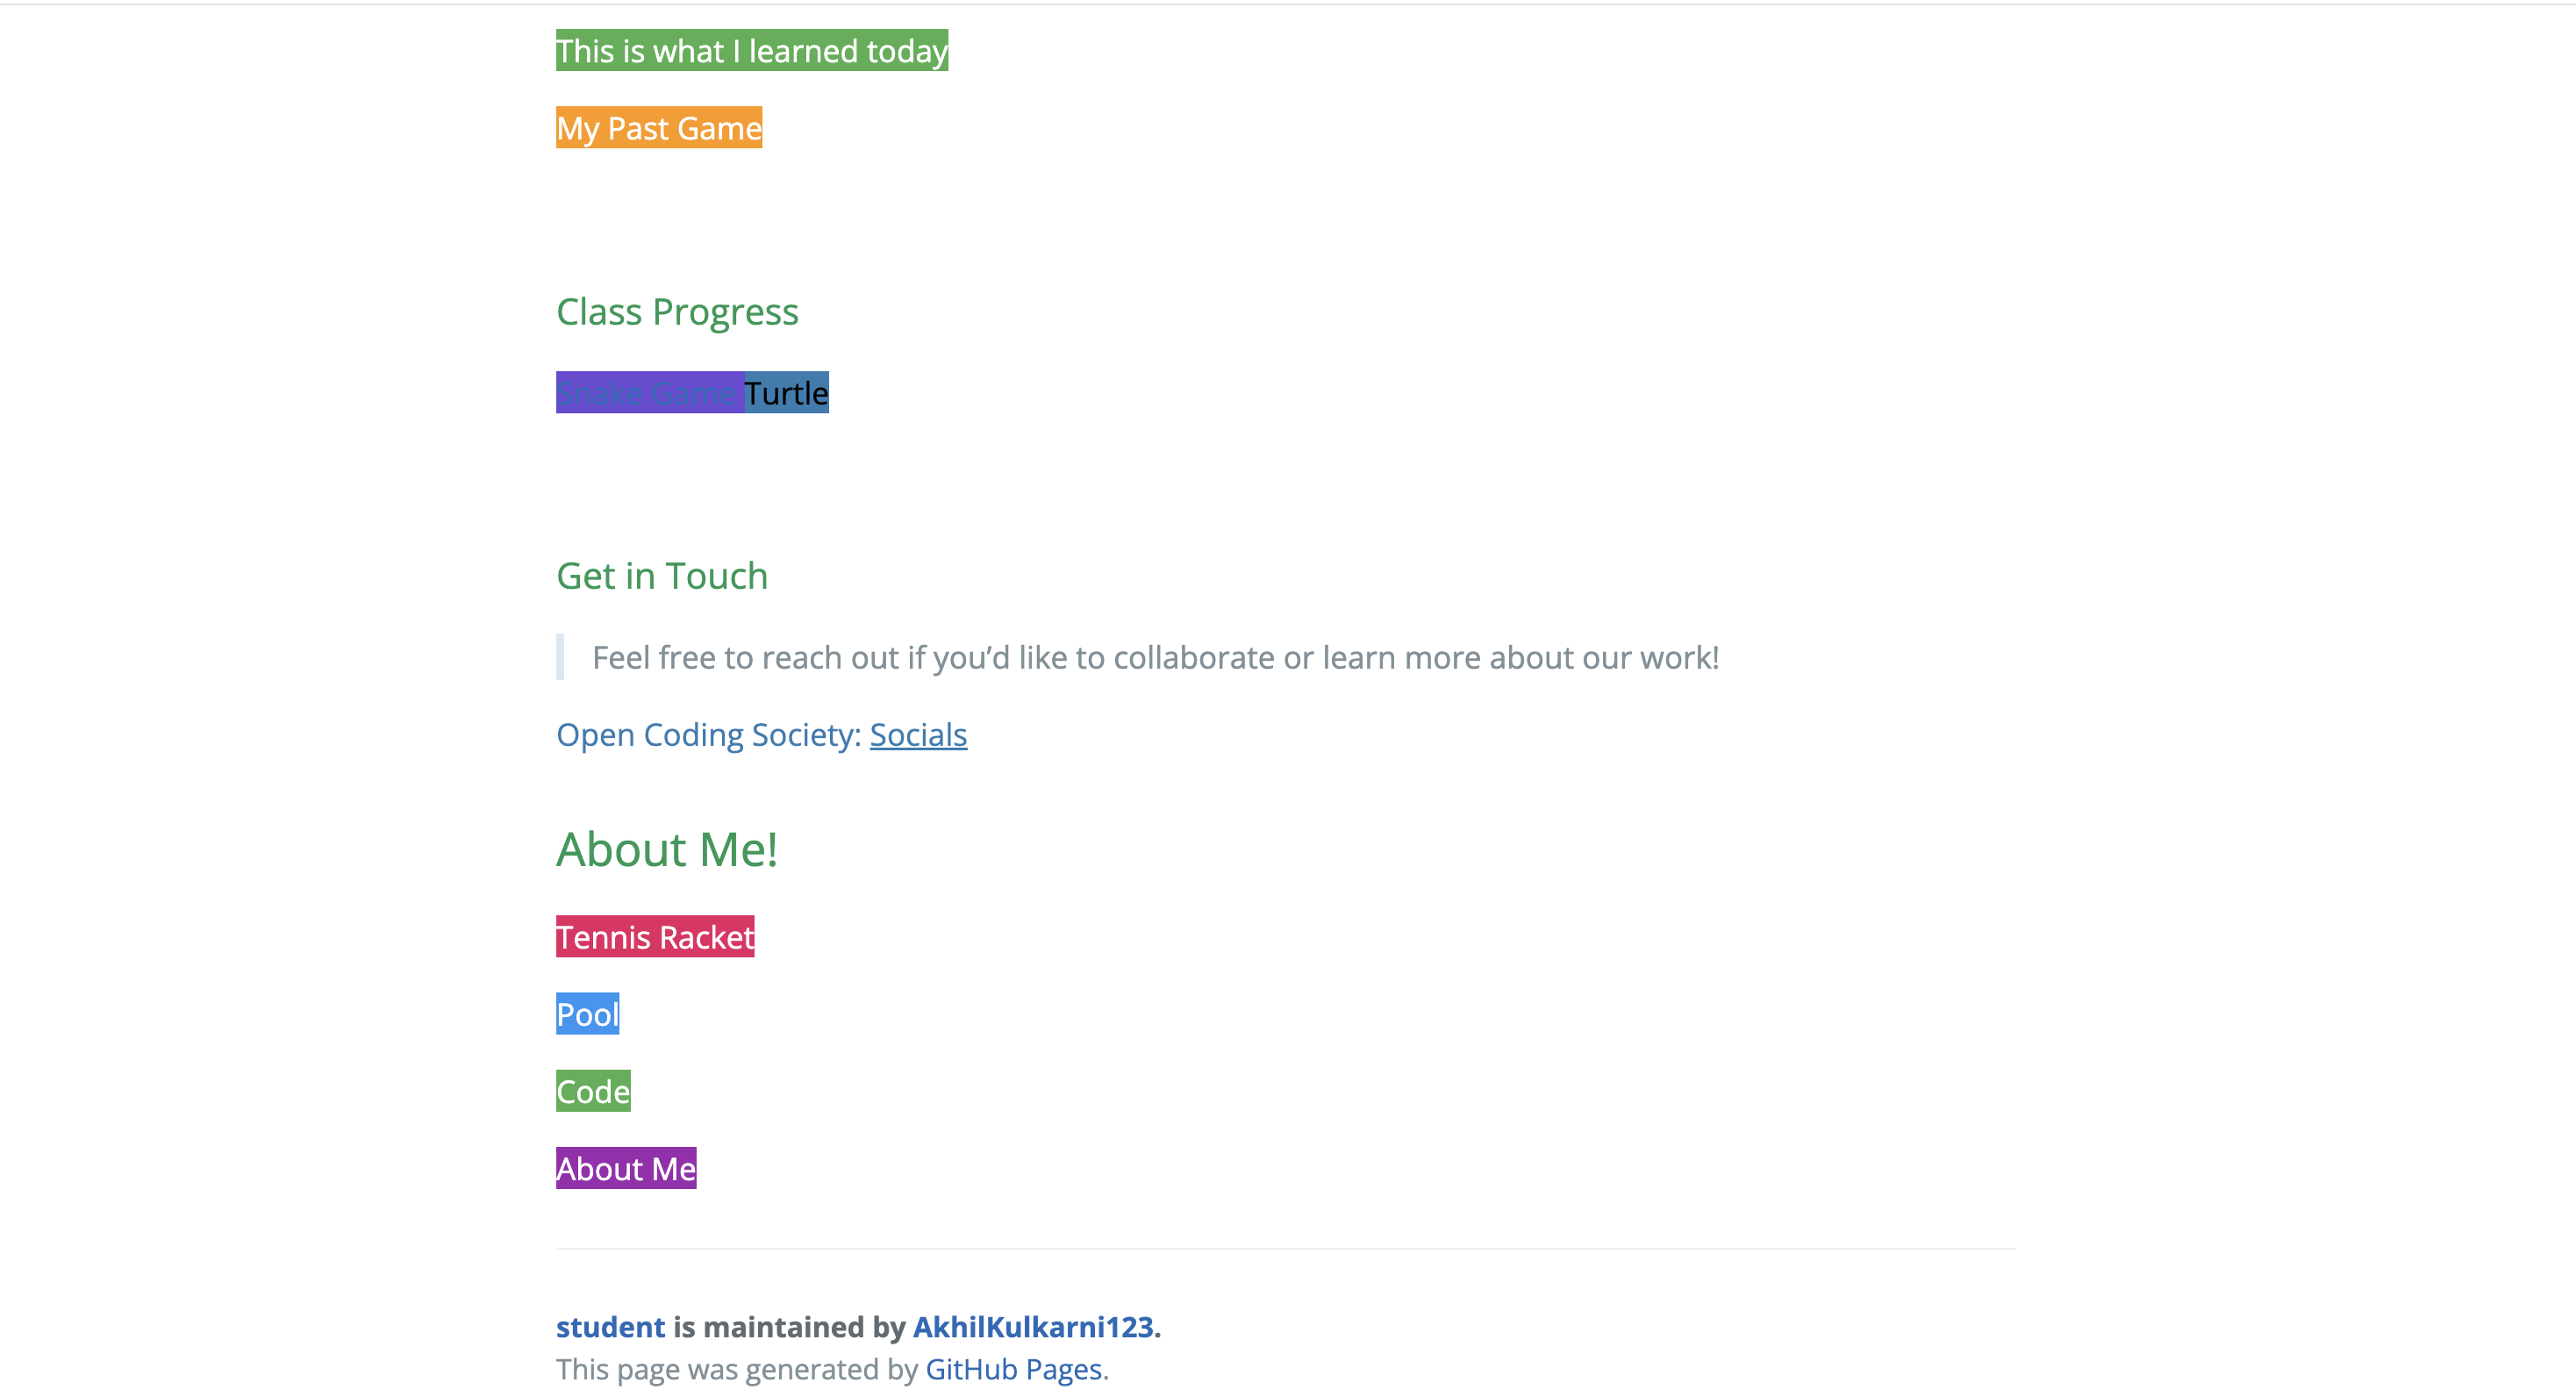 This is what I learned today
My Past Game
Class Progress
Snake Game Turtle
Get in Touch
Feel free to reach out if you’d like to collaborate or learn more about our work!
Open Coding Society: Socials
About Me!
Tennis Racket
Pool
Code
About Me
student is maintained by AkhilKulkarni123.
This page was generated by GitHub Pages.